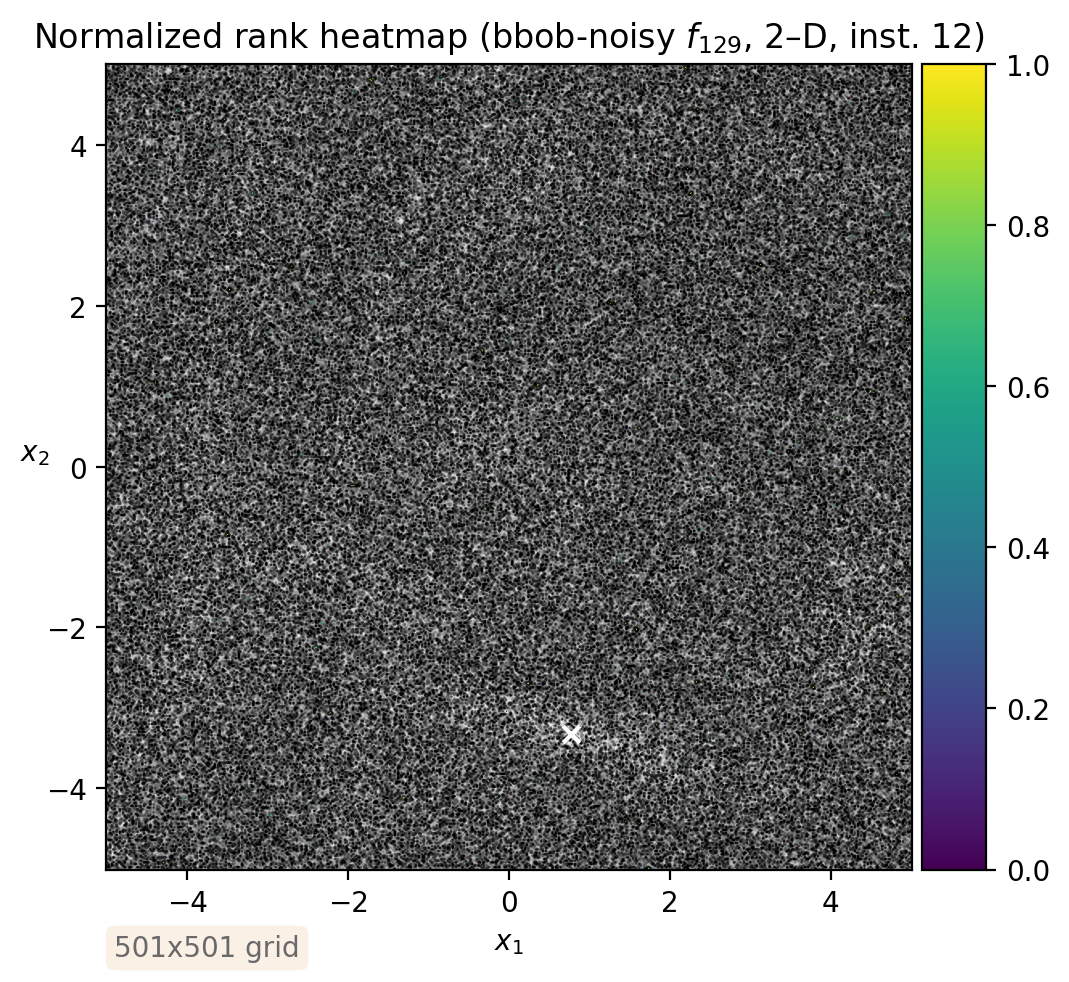 Normalized rank heatmap (bbob-noisy f₁₂₉, 2–D, inst. 12)
1.0
0.8
0.6
0.4
0.2
0.0
4
2
0
−2
−4
x₂
−4 −2 0 2 4
x₁
501x501 grid